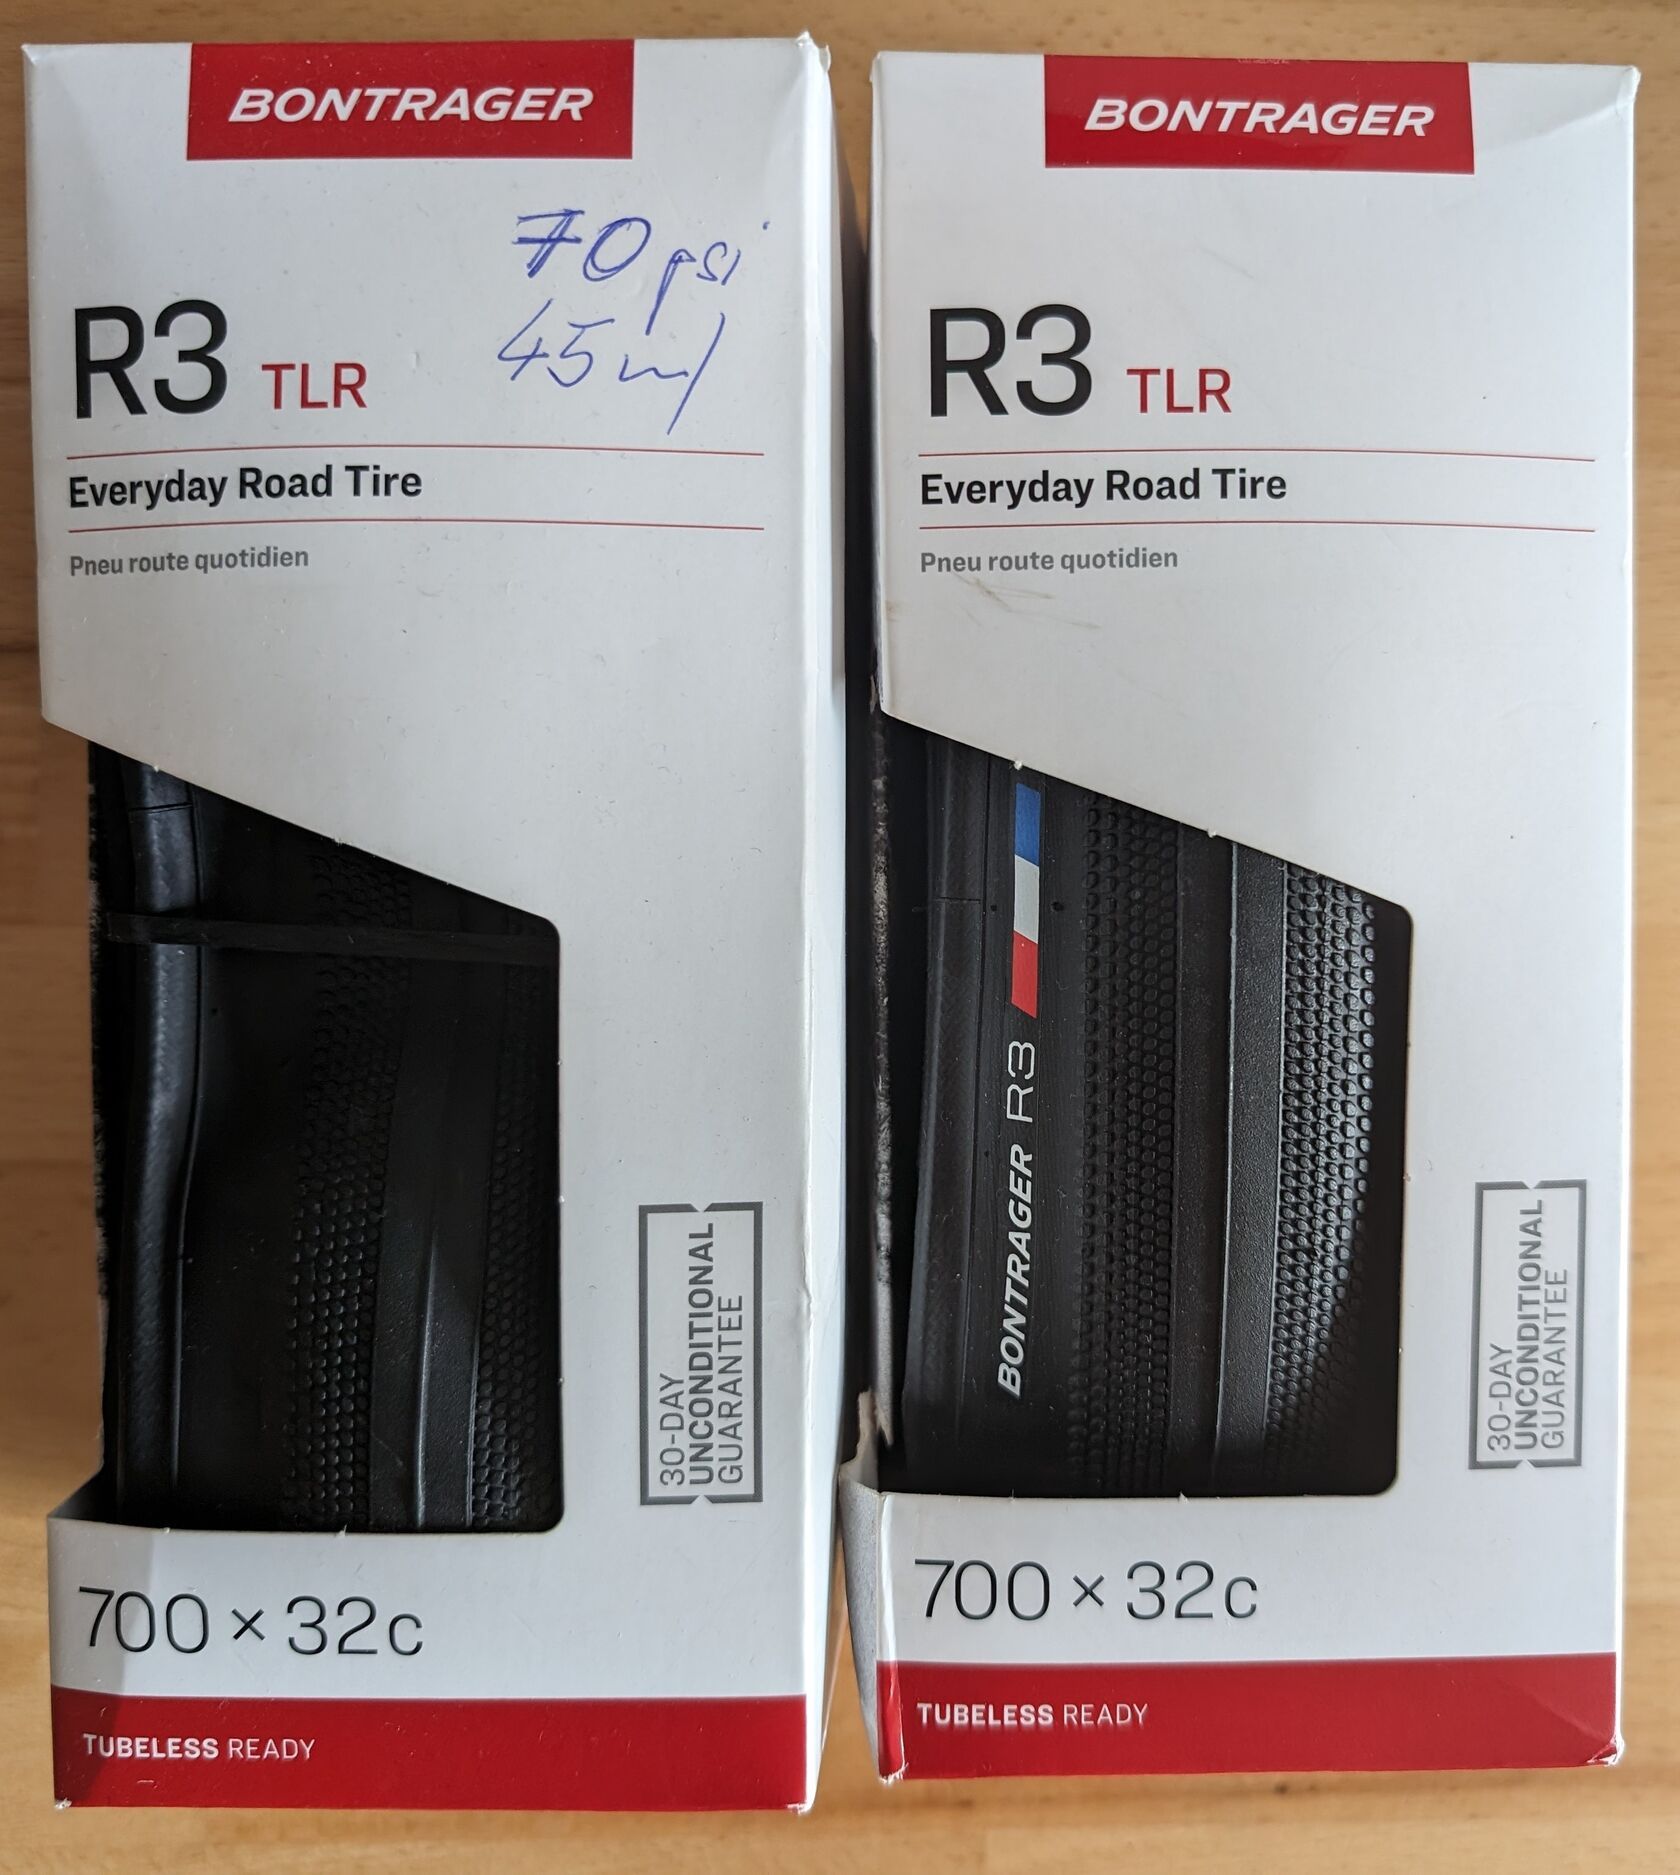 BONTRAGER
70 psi
45 ml
R3 TLR
Everyday Road Tire
Pneu route quotidien
30-DAY
UNCONDITIONAL
GUARANTEE
700 × 32c
TUBELESS READY
BONTRAGER
R3 TLR
Everyday Road Tire
Pneu route quotidien
BONTRAGER R3
30-DAY
UNCONDITIONAL
GUARANTEE
700 × 32c
TUBELESS READY